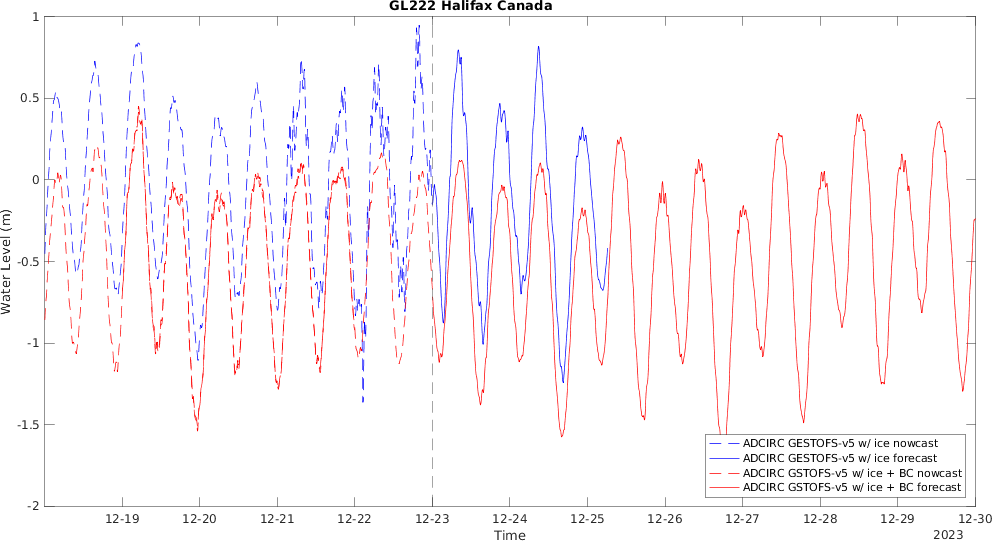 GL222 Halifax Canada
1
0.5
0
-0.5
-1
-1.5
-2
Water Level (m)
ADCIRC GESTOFS-v5 w/ ice nowcast
ADCIRC GESTOFS-v5 w/ ice forecast
ADCIRC GSTOFS-v5 w/ ice + BC nowcast
ADCIRC GSTOFS-v5 w/ ice + BC forecast
12-19 12-20 12-21 12-22 12-23 12-24 12-25 12-26 12-27 12-28 12-29 12-30
Time
2023